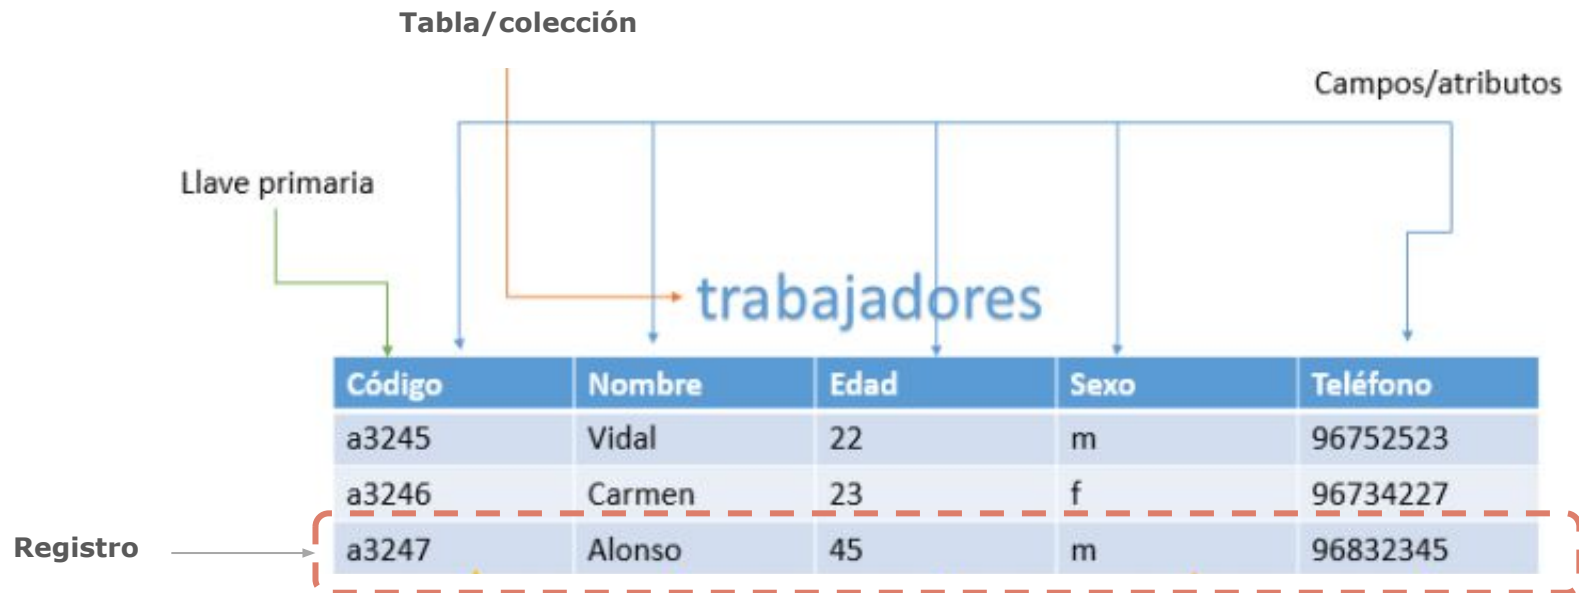 Tabla/colección
Campos/atributos
Llave primaria
trabajadores
Código Nombre Edad Sexo Teléfono
a3245 Vidal 22 m 96752523
a3246 Carmen 23 f 96734227
Registro a3247 Alonso 45 m 96832345